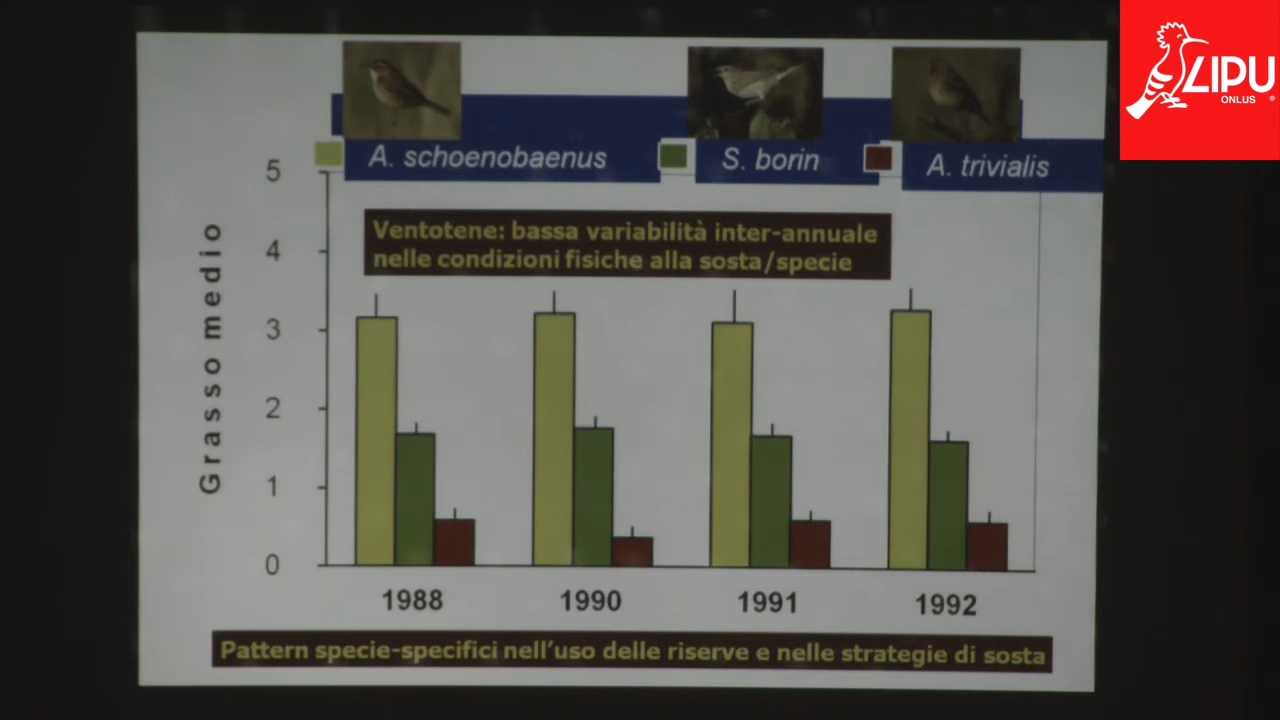 LIPU
ONLUS ®
A. schoenobaenus
S. borin
A. trivialis
Ventotene: bassa variabilità inter-annuale
nelle condizioni fisiche alla sosta/specie
Grasso medio
5
4
3
2
1
0
1988
1990
1991
1992
Pattern specie-specifici nell'uso delle riserve e nelle strategie di sosta